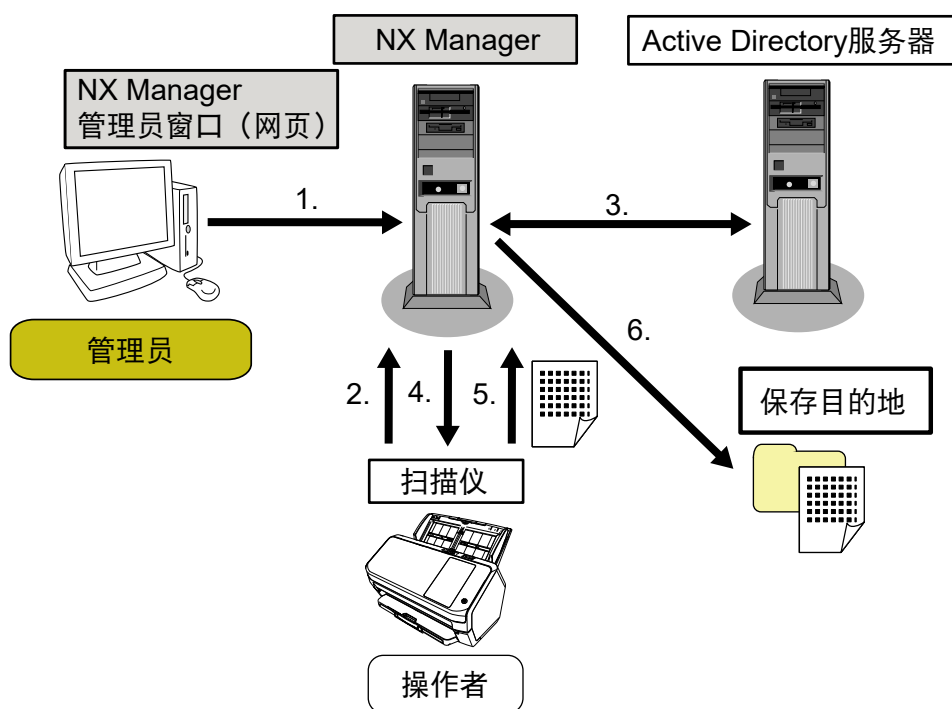 NX Manager
Active Directory服务器
NX Manager
管理员窗口（网页）
1.
3.
管理员
6.
2.
4.
5.
保存目的地
扫描仪
操作者